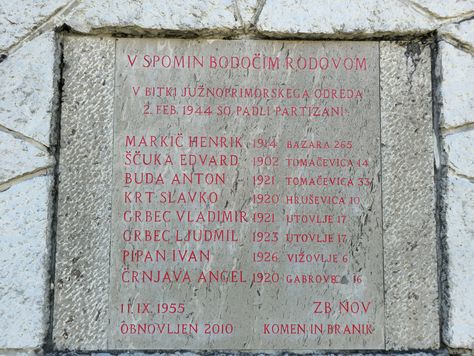 V SPOMIN BODOČIM RODOVOM
V BITKI JUŽNOPRIMORSKEGA ODREDA
2. FEB. 1944 SO PADLI PARTIZANI
MARKIČ HENRIK 1914 – BAZARA 265
ŠČUKA EDVARD 1902 TOMAČEVICA 14
BUDA ANTON 1921 TOMAČEVICA 33
KRT SLAVKO 1920 HRUŠEVICA 10
GRBEC VLADIMIR 1921 UTOVLJE 17
GRBEC LJUDMIL 1923 UTOVLJE 17
PIPAN IVAN 1926 VIŽOVLJE 6
ČRNJAVA ANGEL 1920 16
11. IX. 1955 ZB. NOV
OBNOVLJEN 2010 KOMEN IN BRANIK